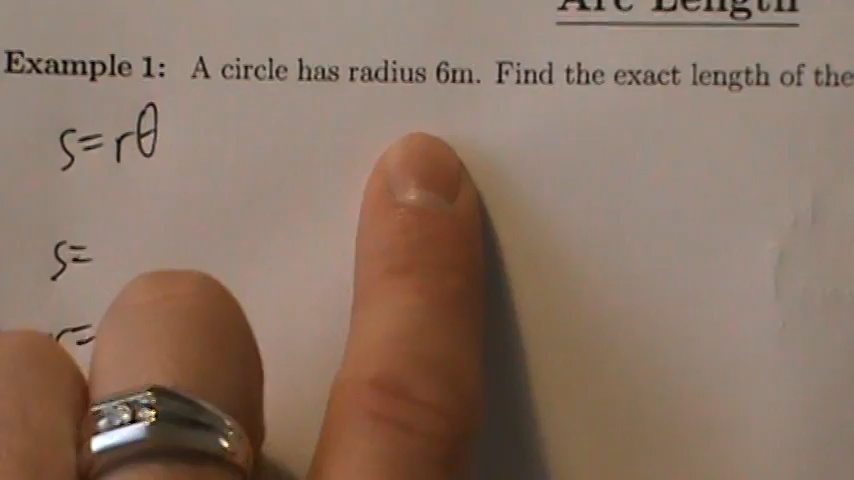 Arc Length
Example 1: A circle has radius 6m. Find the exact length of the
s=rθ
s=
r=